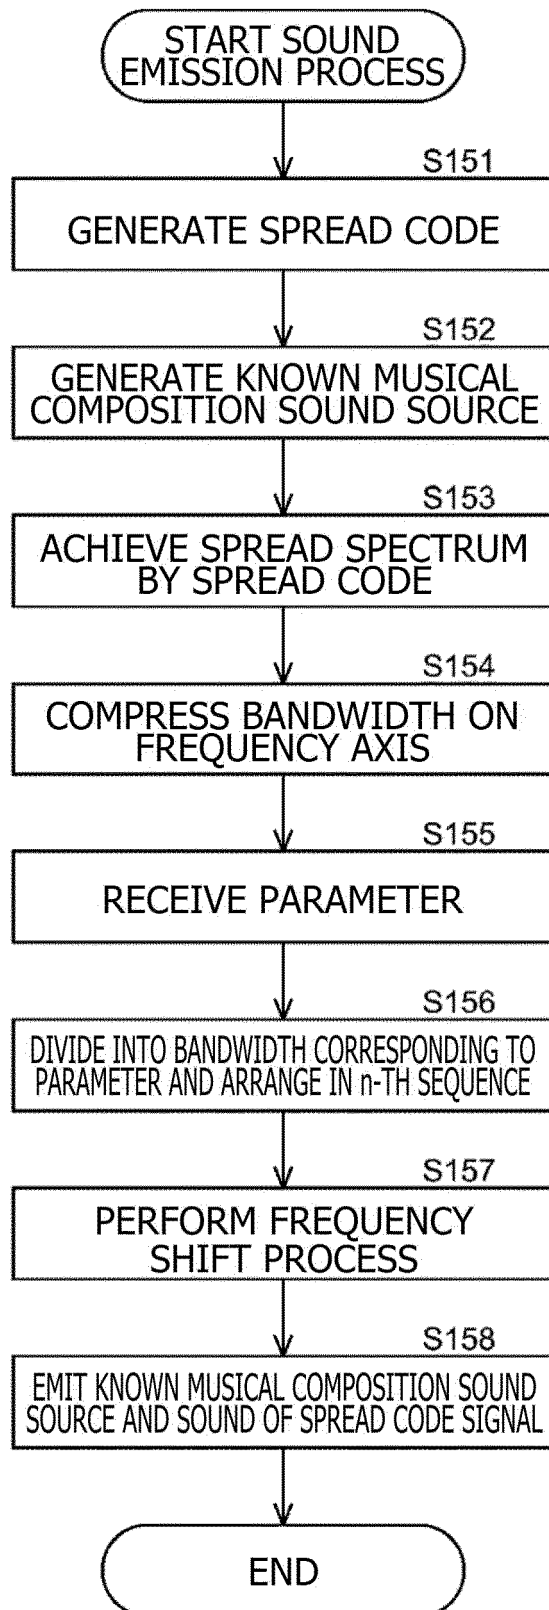 START SOUND
EMISSION PROCESS
S151
GENERATE SPREAD CODE
S152
GENERATE KNOWN MUSICAL
COMPOSITION SOUND SOURCE
S153
ACHIEVE SPREAD SPECTRUM
BY SPREAD CODE
S154
COMPRESS BANDWIDTH ON
FREQUENCY AXIS
S155
RECEIVE PARAMETER
S156
DIVIDE INTO BANDWIDTH CORRESPONDING TO
PARAMETER AND ARRANGE IN n-TH SEQUENCE
S157
PERFORM FREQUENCY
SHIFT PROCESS
S158
EMIT KNOWN MUSICAL COMPOSITION SOUND
SOURCE AND SOUND OF SPREAD CODE SIGNAL
END